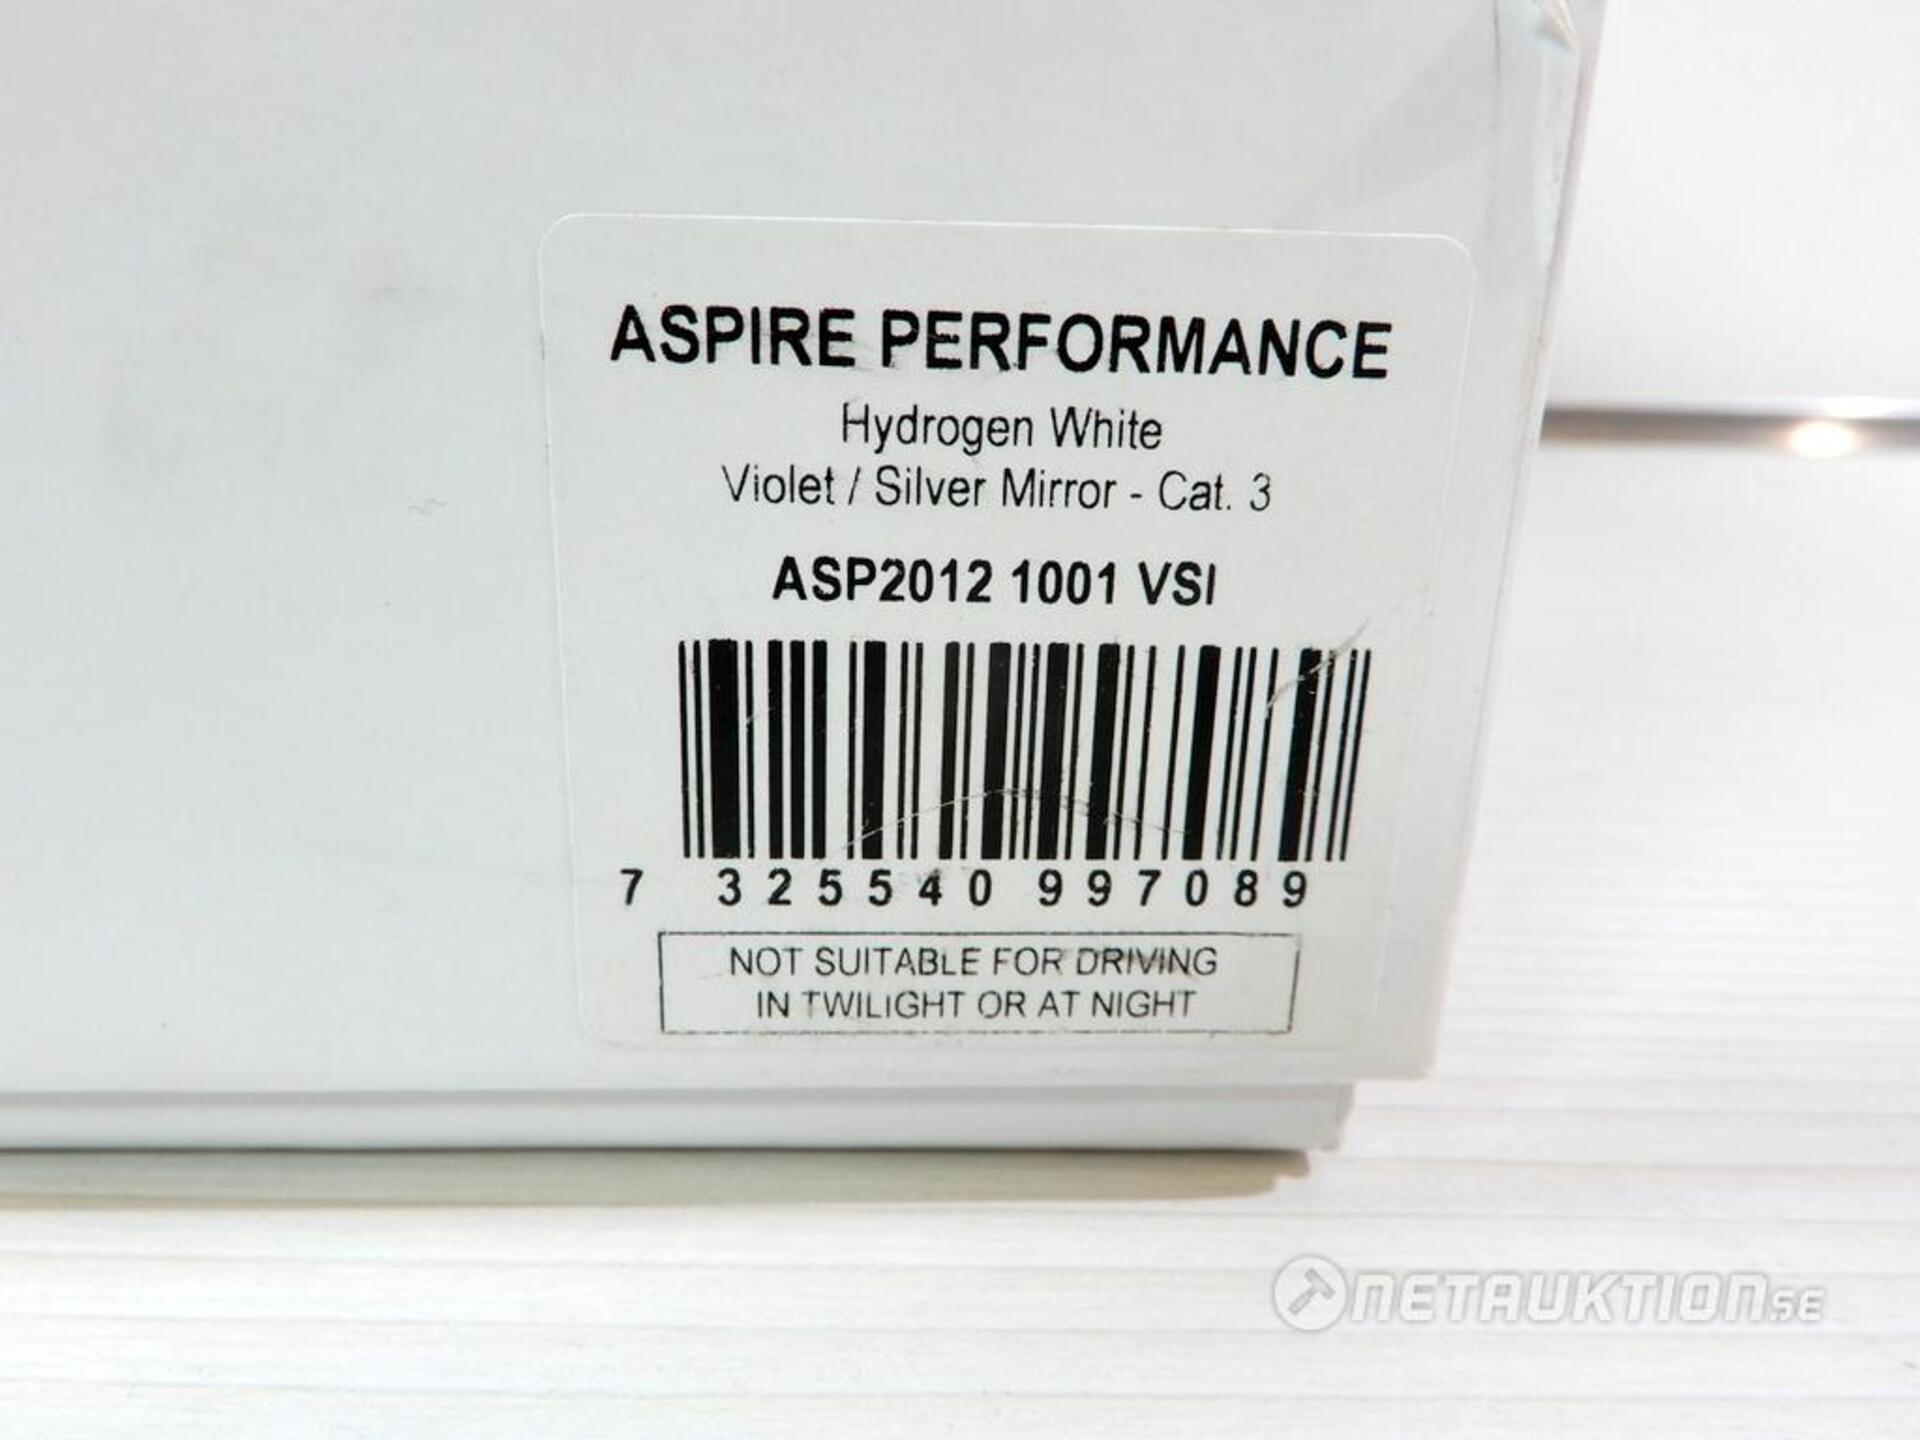 ASPIRE PERFORMANCE
Hydrogen White
Violet / Silver Mirror - Cat. 3
ASP2012 1001 VSI
7 325540 997089
NOT SUITABLE FOR DRIVING
IN TWILIGHT OR AT NIGHT
NETAUKTION.SE